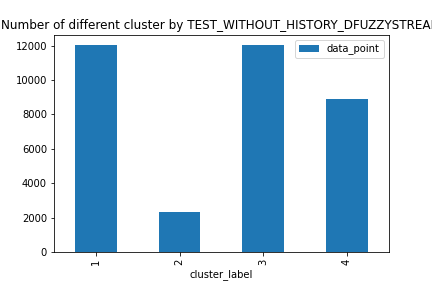 Number of different cluster by TEST_WITHOUT_HISTORY_DFUZZYSTREA
data_point
12000
10000
8000
6000
4000
2000
0
1 2 3 4
cluster_label